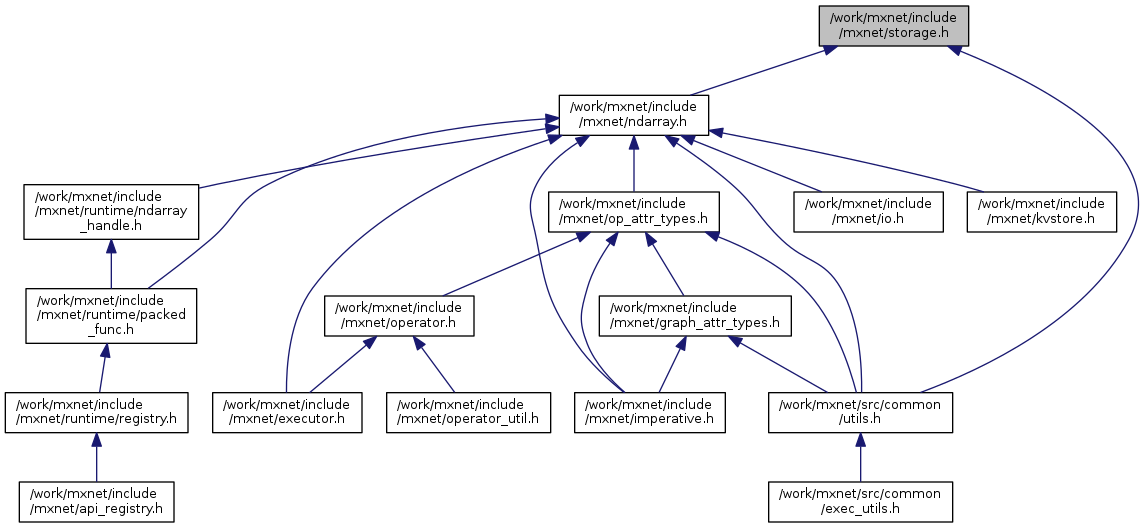 /work/mxnet/include
/mxnet/storage.h
/work/mxnet/include
/mxnet/ndarray.h
/work/mxnet/include
/mxnet/runtime/ndarray
_handle.h
/work/mxnet/include
/mxnet/op_attr_types.h
/work/mxnet/include
/mxnet/io.h
/work/mxnet/include
/mxnet/kvstore.h
/work/mxnet/include
/mxnet/runtime/packed
_func.h
/work/mxnet/include
/mxnet/operator.h
/work/mxnet/include
/mxnet/graph_attr_types.h
/work/mxnet/include
/mxnet/runtime/registry.h
/work/mxnet/include
/mxnet/executor.h
/work/mxnet/include
/mxnet/operator_util.h
/work/mxnet/include
/mxnet/imperative.h
/work/mxnet/src/common
/utils.h
/work/mxnet/include
/mxnet/api_registry.h
/work/mxnet/src/common
/exec_utils.h